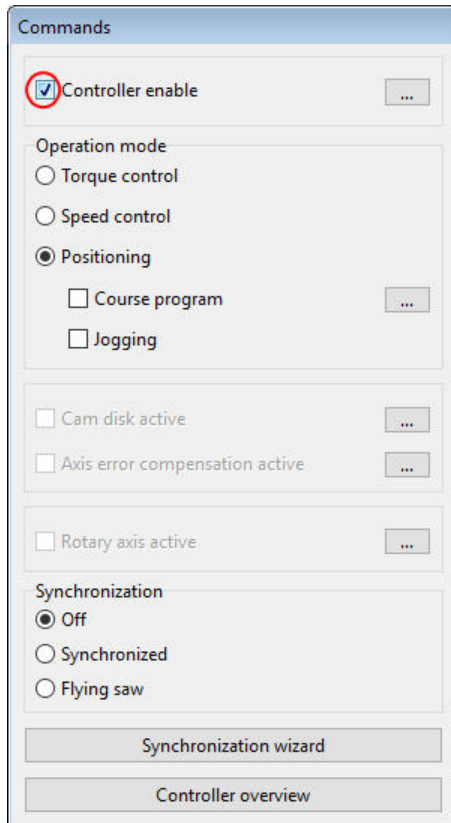 Commands
Controller enable ...
Operation mode
Torque control
Speed control
Positioning
Course program ...
Jogging
Cam disk active ...
Axis error compensation active ...
Rotary axis active ...
Synchronization
Off
Synchronized
Flying saw
Synchronization wizard
Controller overview